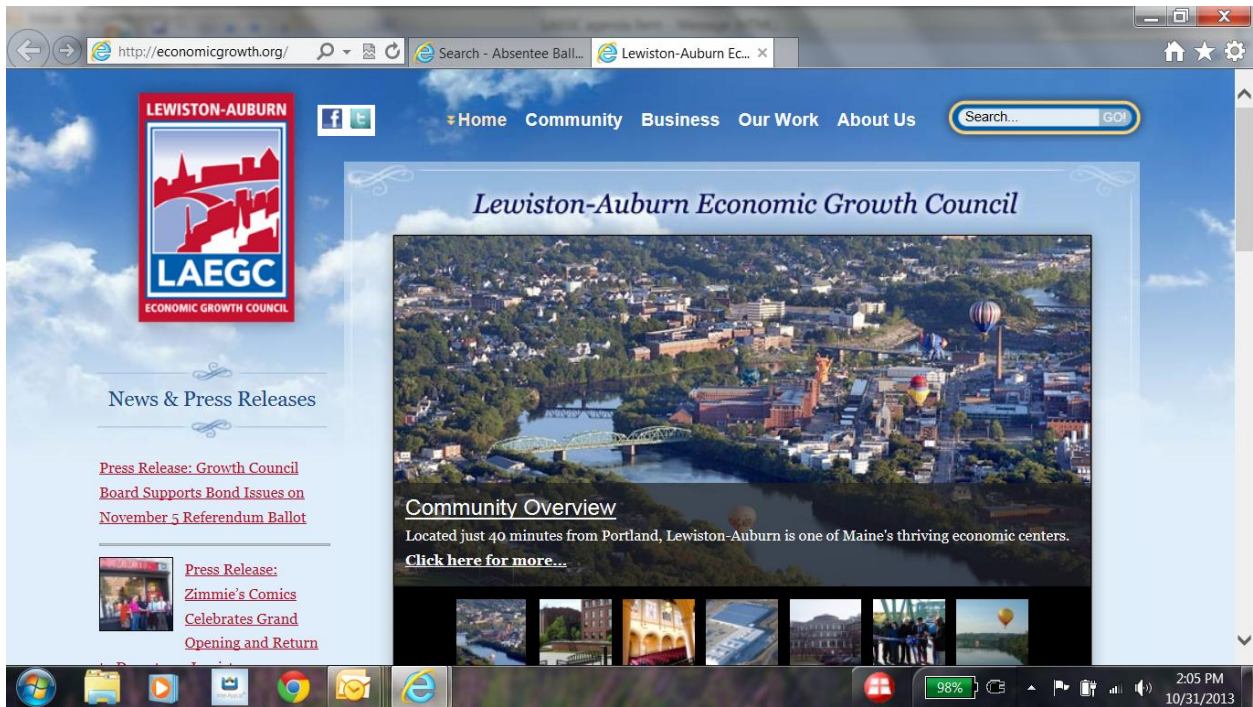 http://economicgrowth.org/
Search - Absentee Ball...
Lewiston-Auburn Ec...
LEWISTON-AUBURN
LAEGC
ECONOMIC GROWTH COUNCIL
Home Community Business Our Work About Us
Search... GO!
Lewiston-Auburn Economic Growth Council
News & Press Releases
Press Release: Growth Council
Board Supports Bond Issues on
November 5 Referendum Ballot
Press Release:
Zimmie's Comics
Celebrates Grand
Opening and Return
Community Overview
Located just 40 minutes from Portland, Lewiston-Auburn is one of Maine's thriving economic centers.
Click here for more...
98%
2:05 PM
10/31/2013